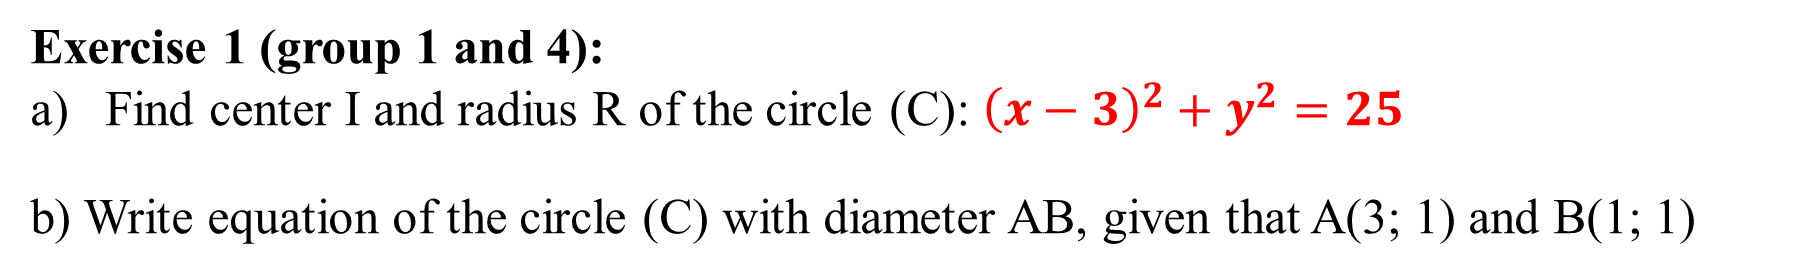 Exercise 1 (group 1 and 4):
a) Find center I and radius R of the circle (C): (x − 3)² + y² = 25
b) Write equation of the circle (C) with diameter AB, given that A(3; 1) and B(1; 1)